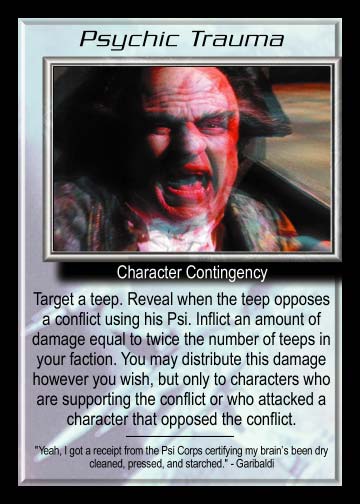 Psychic Trauma
Character Contingency
Target a teep. Reveal when the teep opposes
a conflict using his Psi. Inflict an amount of
damage equal to twice the number of teeps in
your faction. You may distribute this damage
however you wish, but only to characters who
are supporting the conflict or who attacked a
character that opposed the conflict.
"Yeah, I got a receipt from the Psi Corps certifying my brain's been dry
cleaned, pressed, and starched." - Garibaldi